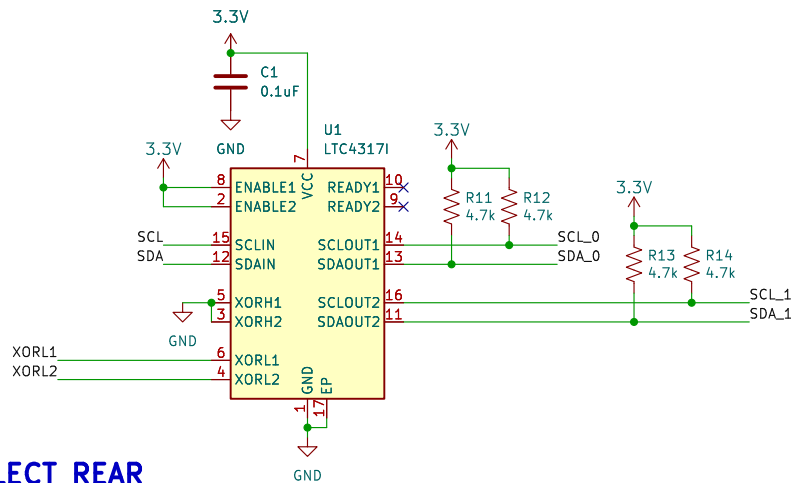 3.3V
C1
0.1uF
GND
U1
LTC4317I
3.3V
7
VCC
8
ENABLE1
READY1
10
2
ENABLE2
READY2
9
3.3V
R11
4.7k
R12
4.7k
3.3V
R13
4.7k
R14
4.7k
SCL
15
SCLIN
SCLOUT1
14
SCL_0
SDA
12
SDAIN
SDAOUT1
13
SDA_0
5
XORH1
SCLOUT2
16
SCL_1
3
XORH2
SDAOUT2
11
SDA_1
GND
XORL1
6
XORL1
XORL2
4
XORL2
GND
EP
1
17
GND
LECT REAR